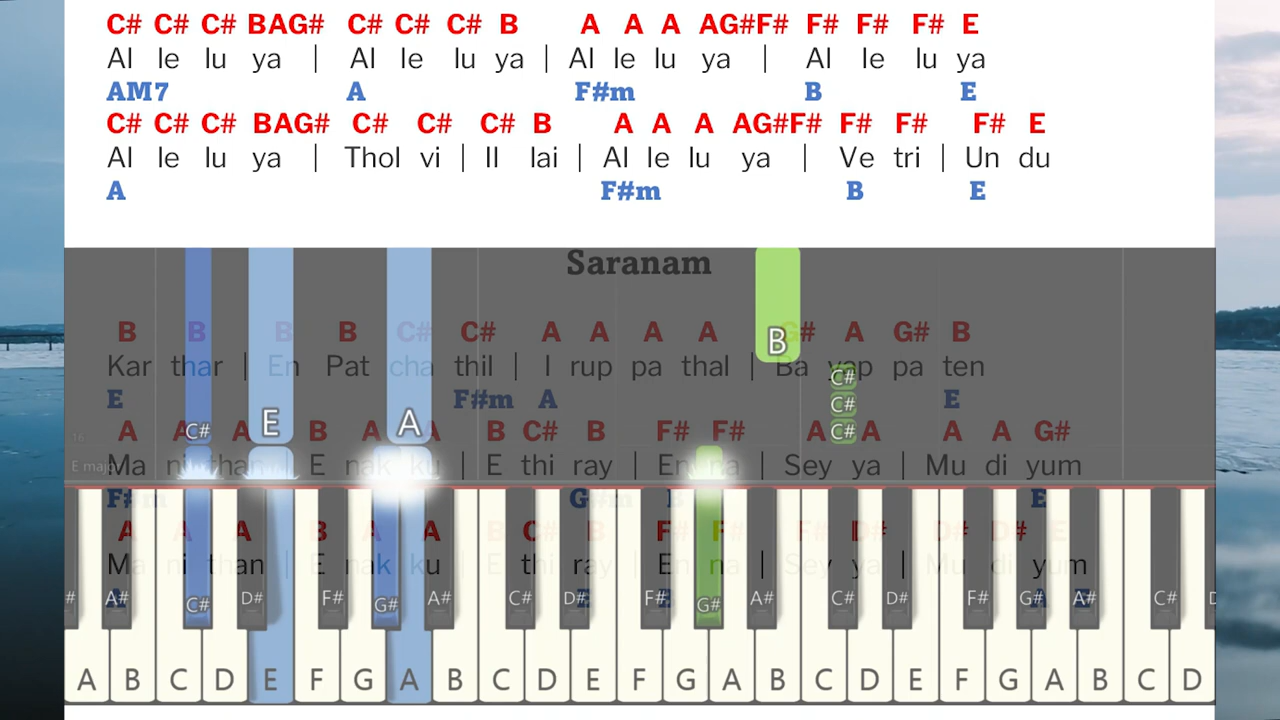 C# C# C# BAG# C# C# C# B A A A AG#F# F# F# F# E
Al le lu ya | Al le lu ya | Al le lu ya | Al le lu ya
AM7 A F#m B E
C# C# C# BAG# C# C# C# B A A A AG#F# F# F# F# E
Al le lu ya | Thol vi | Il lai | Al le lu ya | Ve tri | Un du
A F#m B E
Saranam
B B B B C# C# A A A A G# A G# B
B
Kar thar | En Pat cha thil | I rup pa thal | Ba yap pa ten
C#
E F#m A E
C#
A A A B A A B C# B F# F# A A A A G#
C# E A C#
16
E major
Ma ni than | E nak ku | E thi ray | En na | Sey ya | Mu di yum
F#m G#m B E
A A A B A A B C# B F# F# F# D# D# D# E
Ma ni than | E nak ku | E thi ray | En na | Sey ya | Mu di yum
# A# C# D# F# G# A# C# D# F# G# A# C# D# F# G# A# C#
A B C D E F G A B C D E F G A B C D E F G A B C D